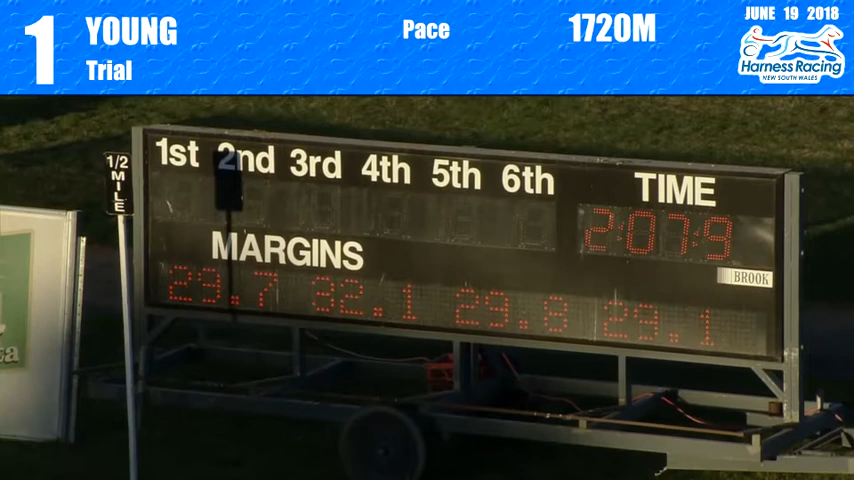 1 YOUNG
Trial
Pace
1720M
JUNE 19 2018
Harness Racing
NEW SOUTH WALES
1/2
MILE
1st 2nd 3rd 4th 5th 6th
TIME
2:07:9
MARGINS
BROOK
29.7 32.1 29.8 29.1